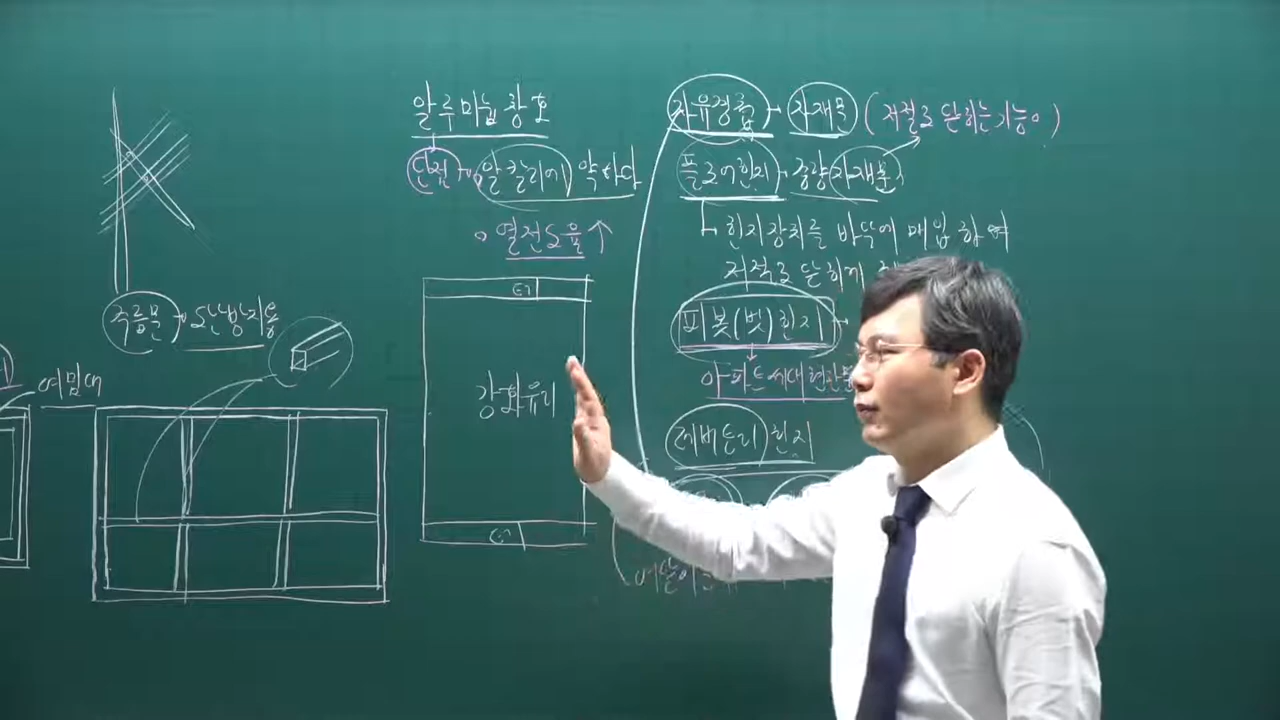 알루미늄창호
단점 → 알칼리에 약하다
열전도율↑
강화유리
주름문 → 도난방지용
여밈대
자유경첩 → 자재문 (저절로 닫히는 기능 o)
플로어힌지 → 중량자재문
힌지장치를 바닥에 매입하여
저절로 닫히게
피봇(벗)힌지
아파트세대현관문
레버토리힌지
여닫이